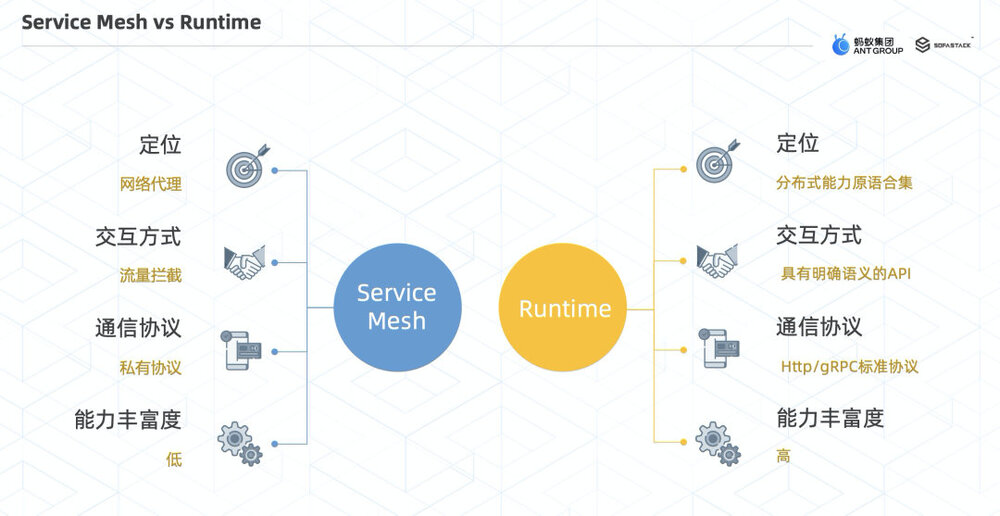 Service Mesh vs Runtime
蚂蚁集团
ANT GROUP
SOFASTACK
定位
网络代理
交互方式
流量拦截
通信协议
私有协议
能力丰富度
低
Service
Mesh
Runtime
定位
分布式能力原语合集
交互方式
具有明确语义的API
通信协议
Http/gRPC标准协议
能力丰富度
高